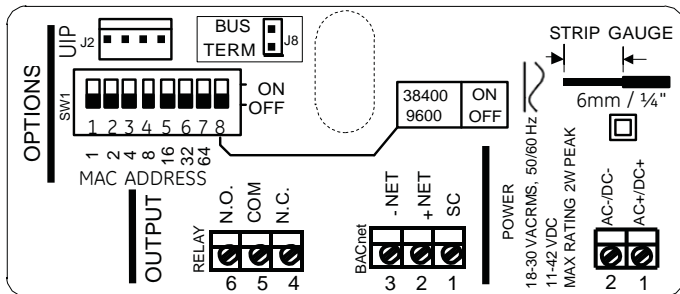 OPTIONS
UIP
J2
BUS
TERM
J8
STRIP GAUGE
6mm / ¼"
SW1
ON
OFF
1 2 3 4 5 6 7 8
1 2 4 8 16 32 64
MAC ADDRESS
38400 ON
9600 OFF
OUTPUT
RELAY
N.O. COM N.C.
6 5 4
BACnet
- NET + NET SC
3 2 1
POWER
18-30 VACRMS, 50/60 Hz
11-42 VDC
MAX RATING 2W PEAK
AC-/DC- AC+/DC+
2 1